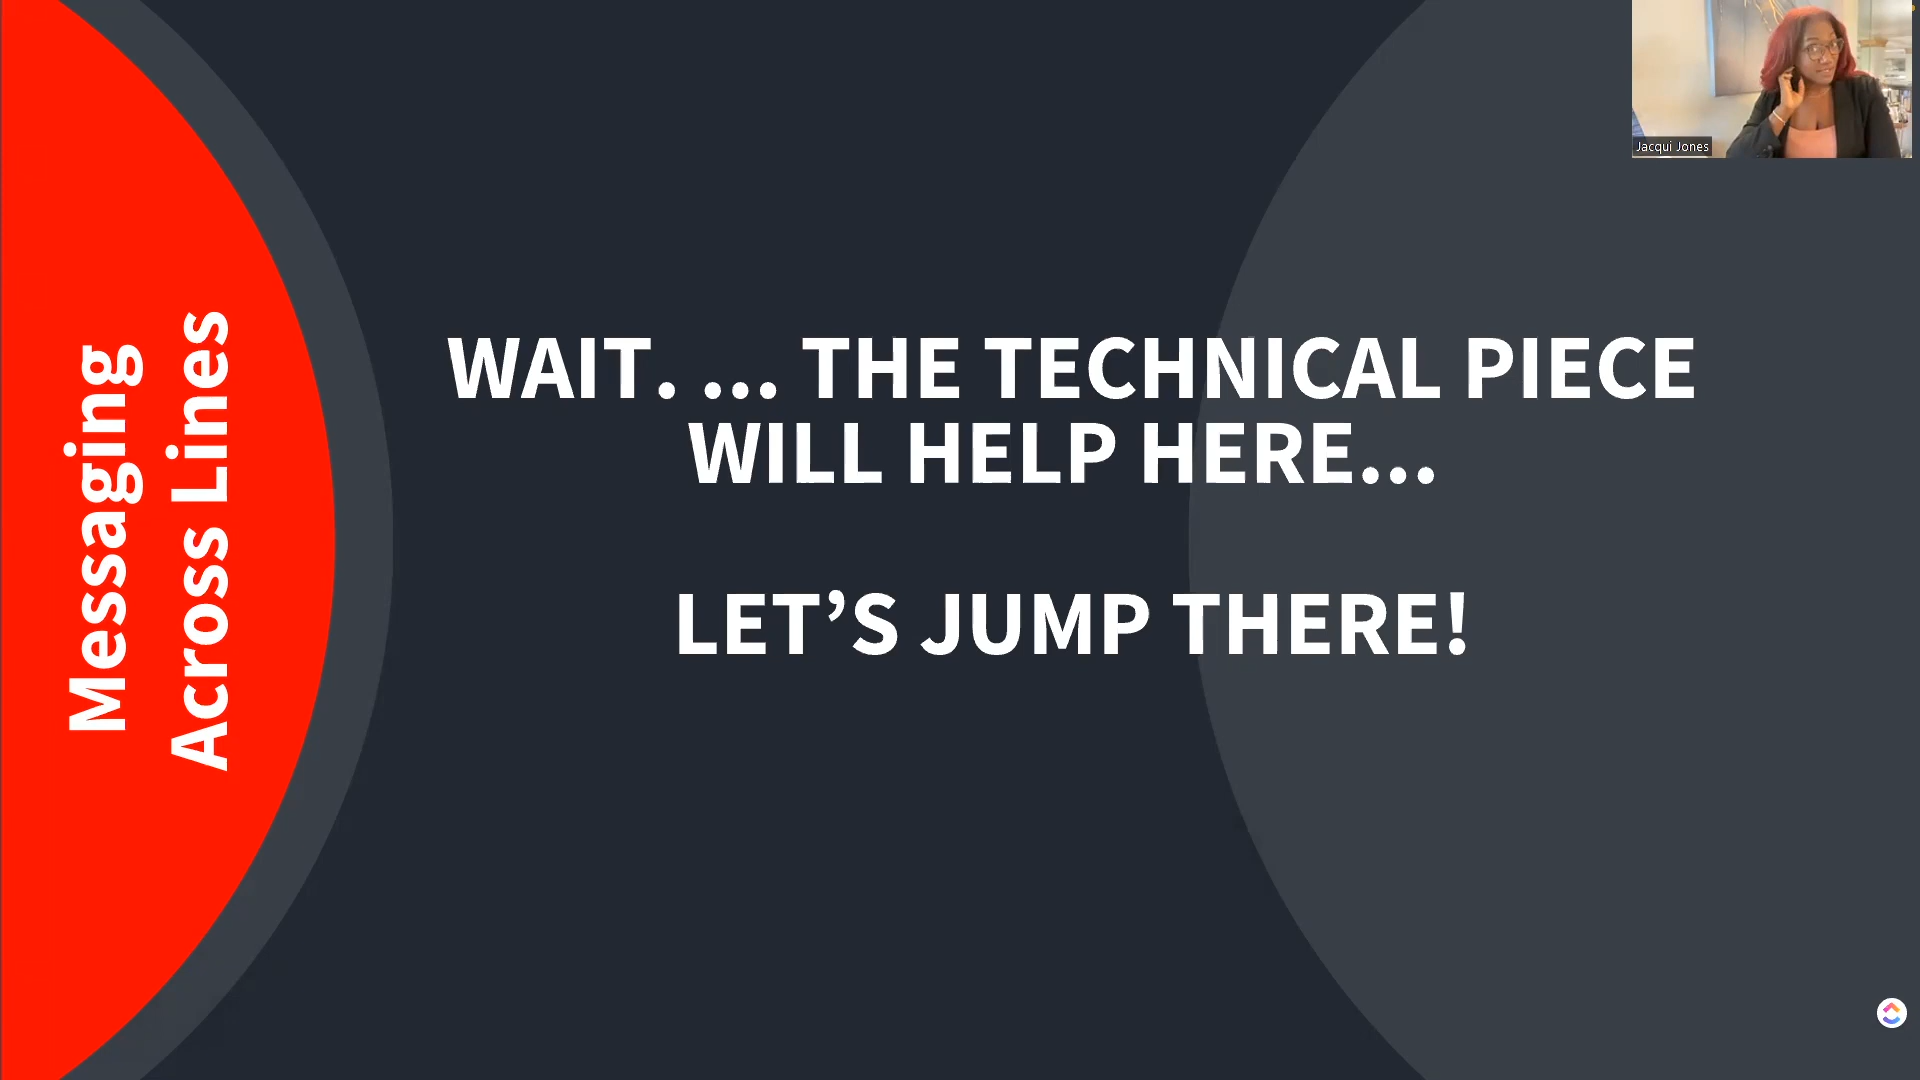 Messaging
Across Lines
WAIT. ... THE TECHNICAL PIECE
WILL HELP HERE...
LET’S JUMP THERE!
Jacqui Jones